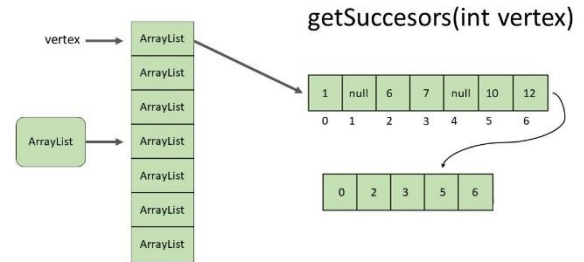 getSuccesors(int vertex)
vertex
ArrayList
ArrayList
ArrayList
ArrayList
ArrayList
ArrayList
ArrayList
ArrayList
1 null 6 7 null 10 12
0 1 2 3 4 5 6
0 2 3 5 6